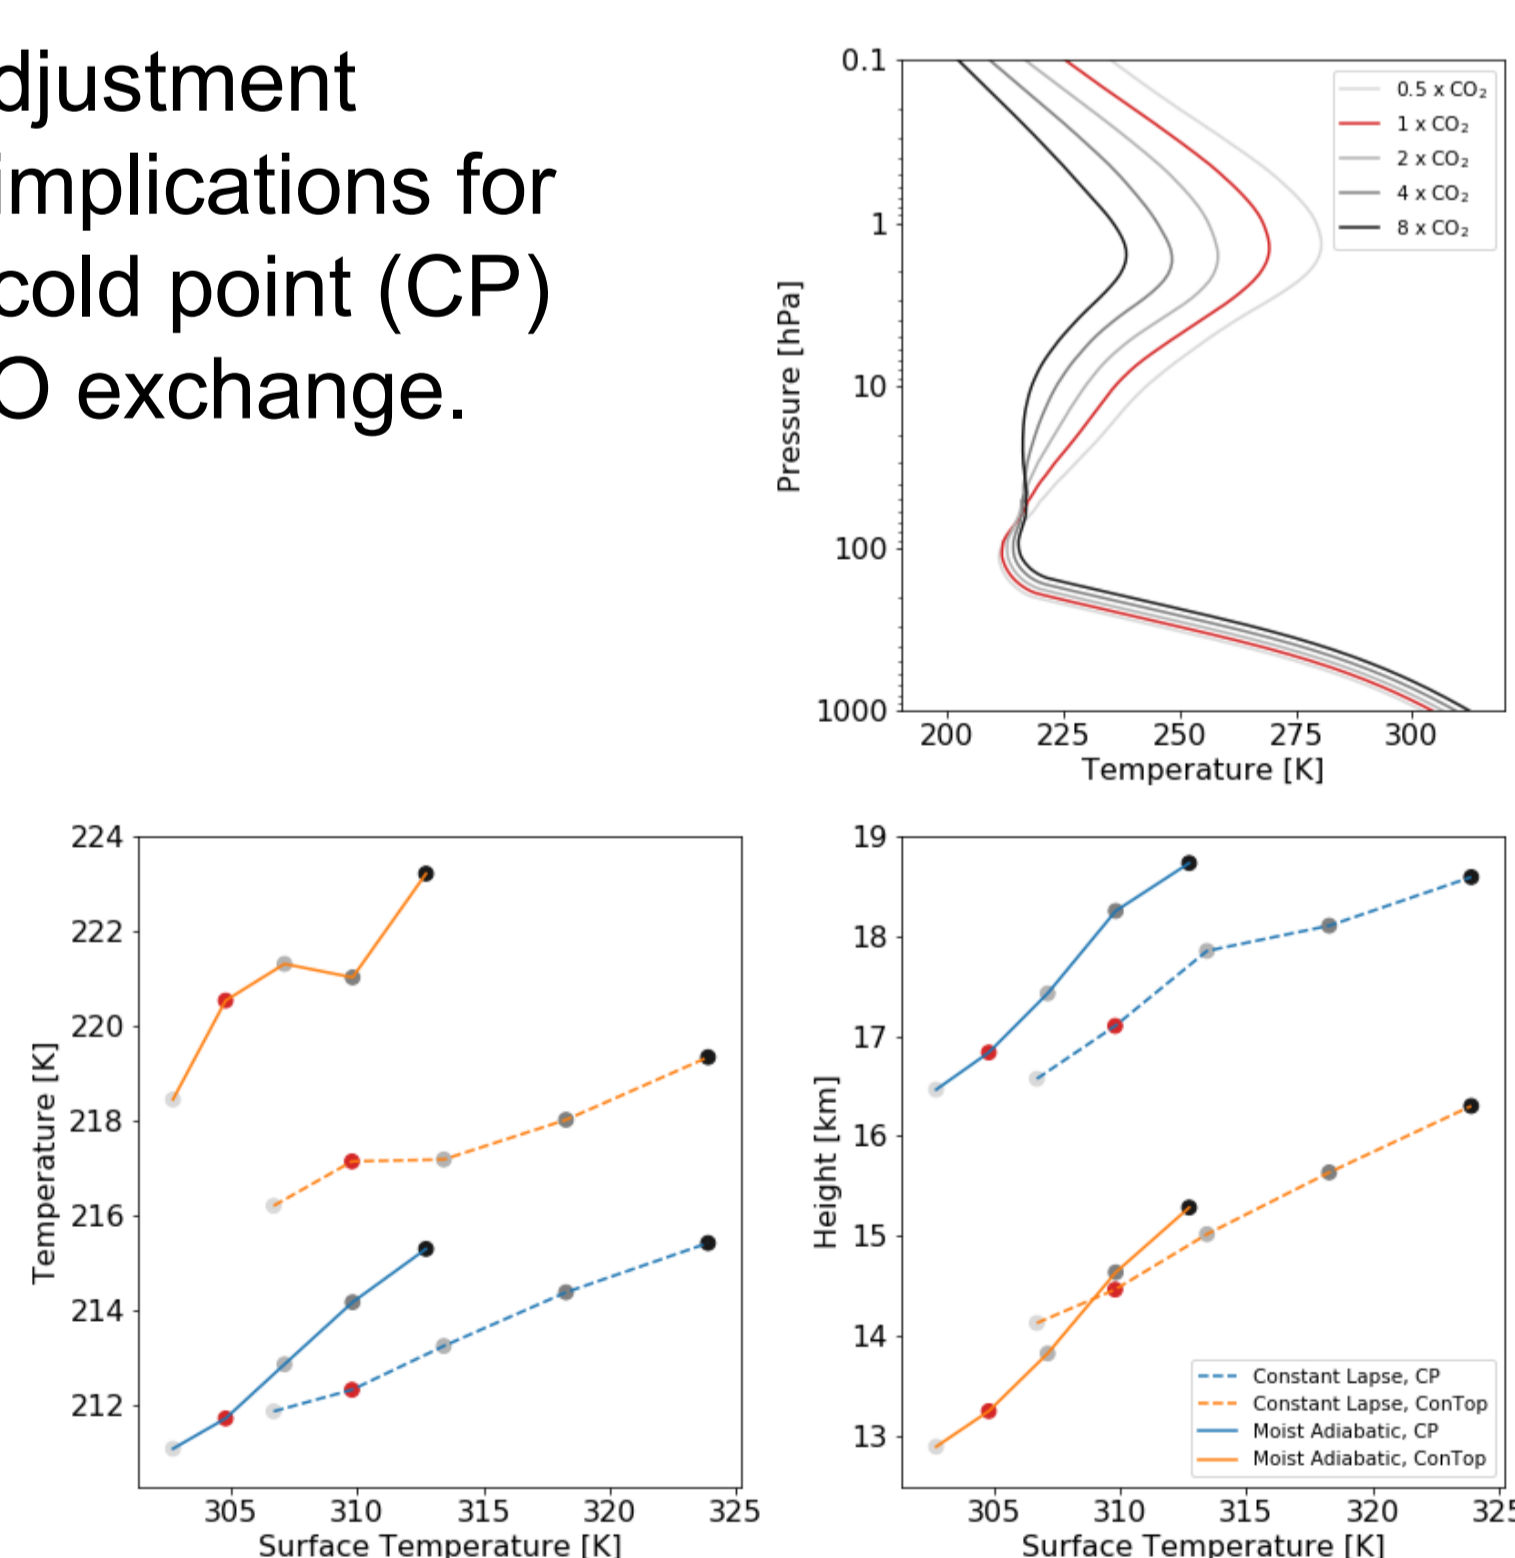 djustment
implications for
cold point (CP)
O exchange.
0.1
1
10
100
1000
Pressure [hPa]
200 225 250 275 300
Temperature [K]
0.5 x CO₂
1 x CO₂
2 x CO₂
4 x CO₂
8 x CO₂
224
222
220
218
216
214
212
Temperature [K]
305 310 315 320 325
Surface Temperature [K]
19
18
17
16
15
14
13
Height [km]
305 310 315 320 325
Surface Temperature [K]
Constant Lapse, CP
Constant Lapse, ConTop
Moist Adiabatic, CP
Moist Adiabatic, ConTop